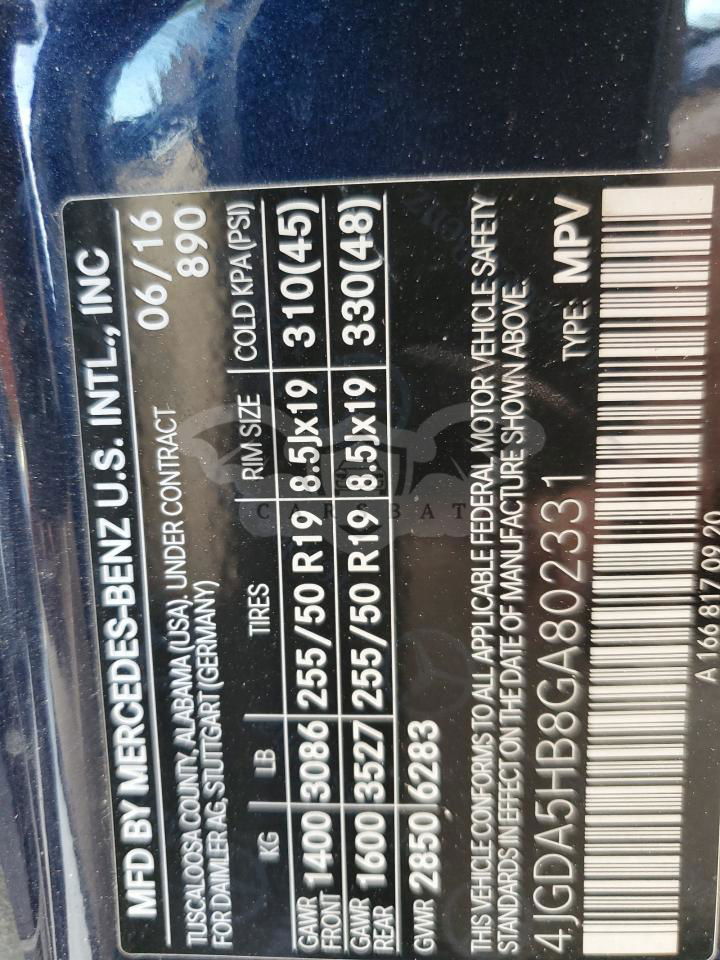 MFD BY MERCEDES-BENZ U.S. INTL., INC
TUSCALOOSA COUNTY, ALABAMA (USA). UNDER CONTRACT 06/16
FOR DAIMLER AG, STUTTGART (GERMANY) 890
KG LB TIRES RIM SIZE COLD KPA(PSI)
GAWR FRONT 1400 3086 255/50 R19 8.5Jx19 310(45)
GAWR REAR 1600 3527 255/50 R19 8.5Jx19 330(48)
GVWR 2850 6283
THIS VEHICLE CONFORMS TO ALL APPLICABLE FEDERAL MOTOR VEHICLE SAFETY
STANDARDS IN EFFECT ON THE DATE OF MANUFACTURE SHOWN ABOVE.
4JGDA5HB8GA802331 TYPE: MPV
A 166 817 09 20
CARSBAT